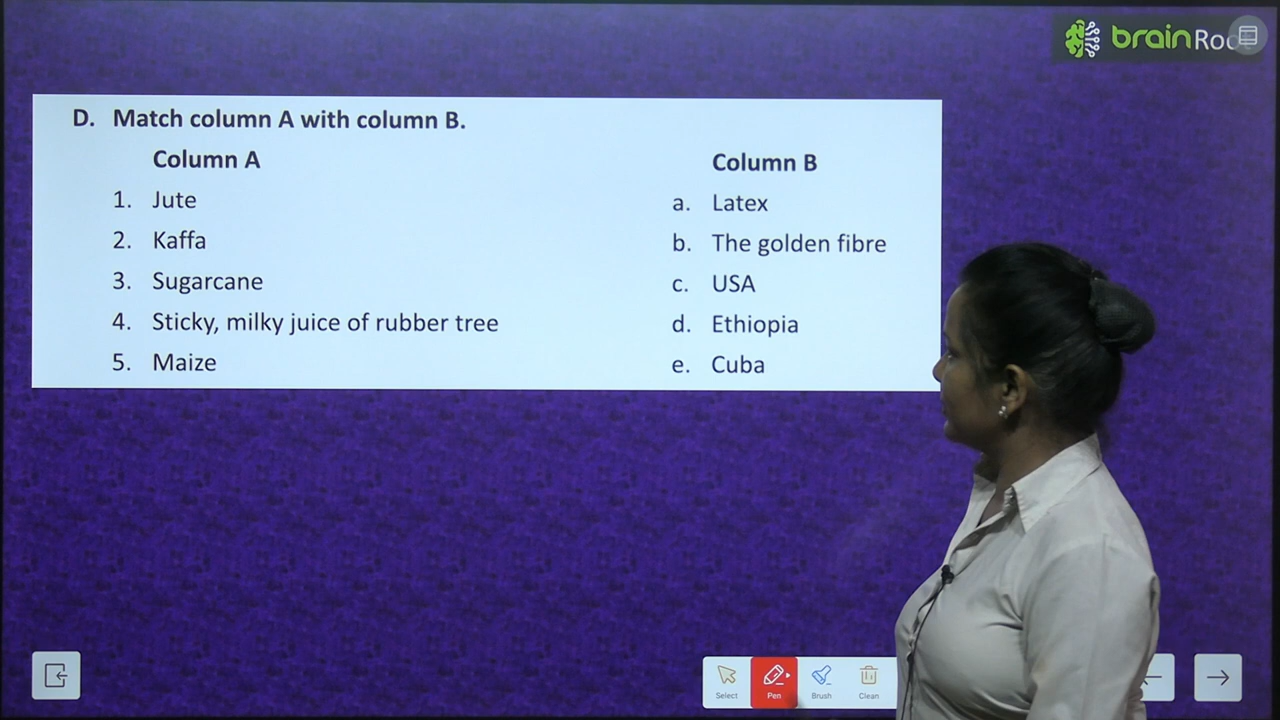 brainRoo
D. Match column A with column B.
Column A Column B
1. Jute a. Latex
2. Kaffa b. The golden fibre
3. Sugarcane c. USA
4. Sticky, milky juice of rubber tree d. Ethiopia
5. Maize e. Cuba
Select Pen Brush Clean